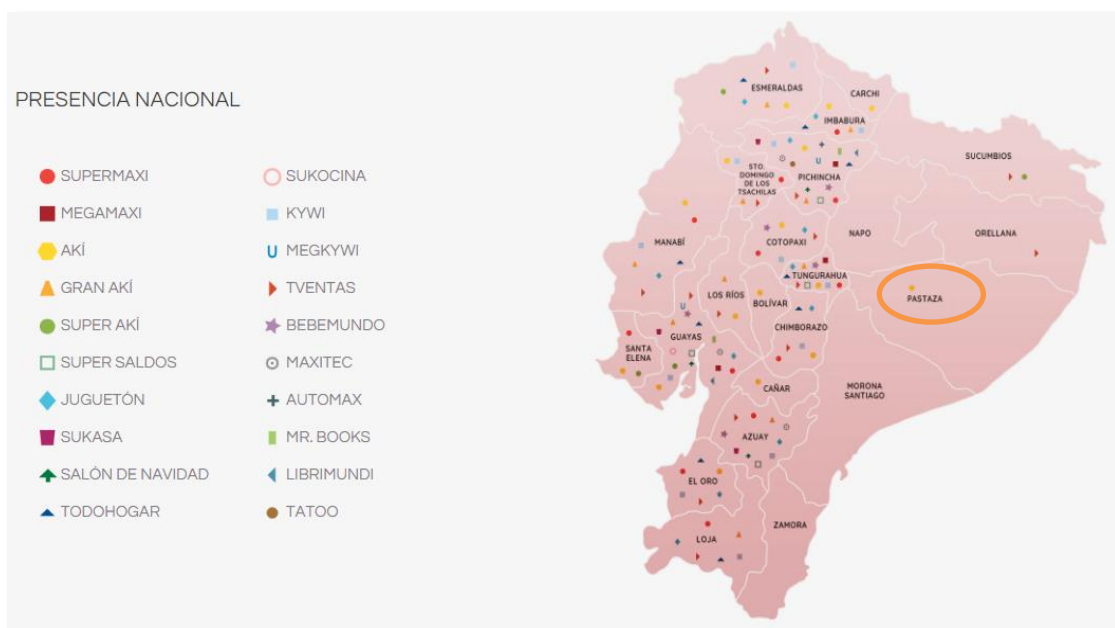 PRESENCIA NACIONAL
SUPERMAXI
MEGAMAXI
AKÍ
GRAN AKÍ
SUPER AKÍ
SUPER SALDOS
JUGUETÓN
SUKASA
SALÓN DE NAVIDAD
TODOHOGAR
SUKOCINA
KYWI
U MEGKYWI
TVENTAS
BEBEMUNDO
MAXITEC
AUTOMAX
MR. BOOKS
LIBRIMUNDI
TATOO
ESMERALDAS
CARCHI
IMBABURA
SUCUMBIOS
STO.
DOMINGO
DE LOS
TSACHILAS
PICHINCHA
MANABÍ
COTOPAXI
NAPO
ORELLANA
TUNGURAHUA
PASTAZA
LOS RÍOS
BOLÍVAR
CHIMBORAZO
GUAYAS
SANTA
ELENA
CAÑAR
MORONA
SANTIAGO
AZUAY
EL ORO
ZAMORA
LOJA